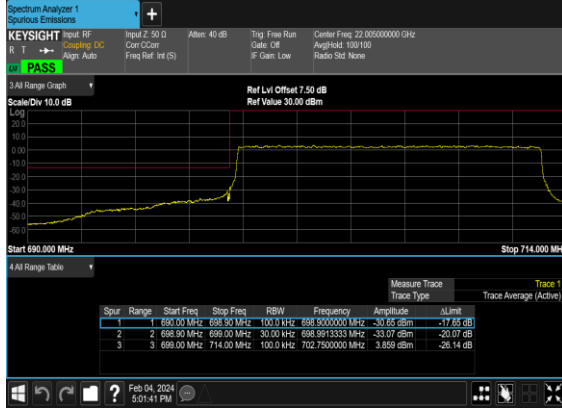 Spectrum Analyzer 1
Spurious Emissions
KEYSIGHT
R T
PASS
Input: RF
Coupling: DC
Align: Auto
Input Z: 50 Ω
Corr CCorr
Freq Ref: Int (S)
Atten: 40 dB
Trig: Free Run
Gate: Off
IF Gain: Low
Center Freq: 22.005000000 GHz
Avg|Hold: 100/100
Radio Std: None
3 All Range Graph
Scale/Div 10.0 dB
Ref Lvl Offset 7.50 dB
Ref Value 30.00 dBm
Log
20.0
10.0
0.00
-10.0
-20.0
-30.0
-40.0
-50.0
-60.0
Start 690.000 MHz
Stop 714.000 MH
4 All Range Table
Measure Trace Trace 1
Trace Type Trace Average (Active)
Spur Range Start Freq Stop Freq RBW Frequency Amplitude ΔLimit
1 1 690.00 MHz 698.90 MHz 100.0 kHz 698.9000000 MHz -30.65 dBm -17.65 dB
2 2 698.90 MHz 699.00 MHz 30.00 kHz 698.9913333 MHz -33.07 dBm -20.07 dB
3 3 699.00 MHz 714.00 MHz 100.0 kHz 702.7500000 MHz 3.859 dBm -26.14 dB
Feb 04, 2024
5:01:41 PM